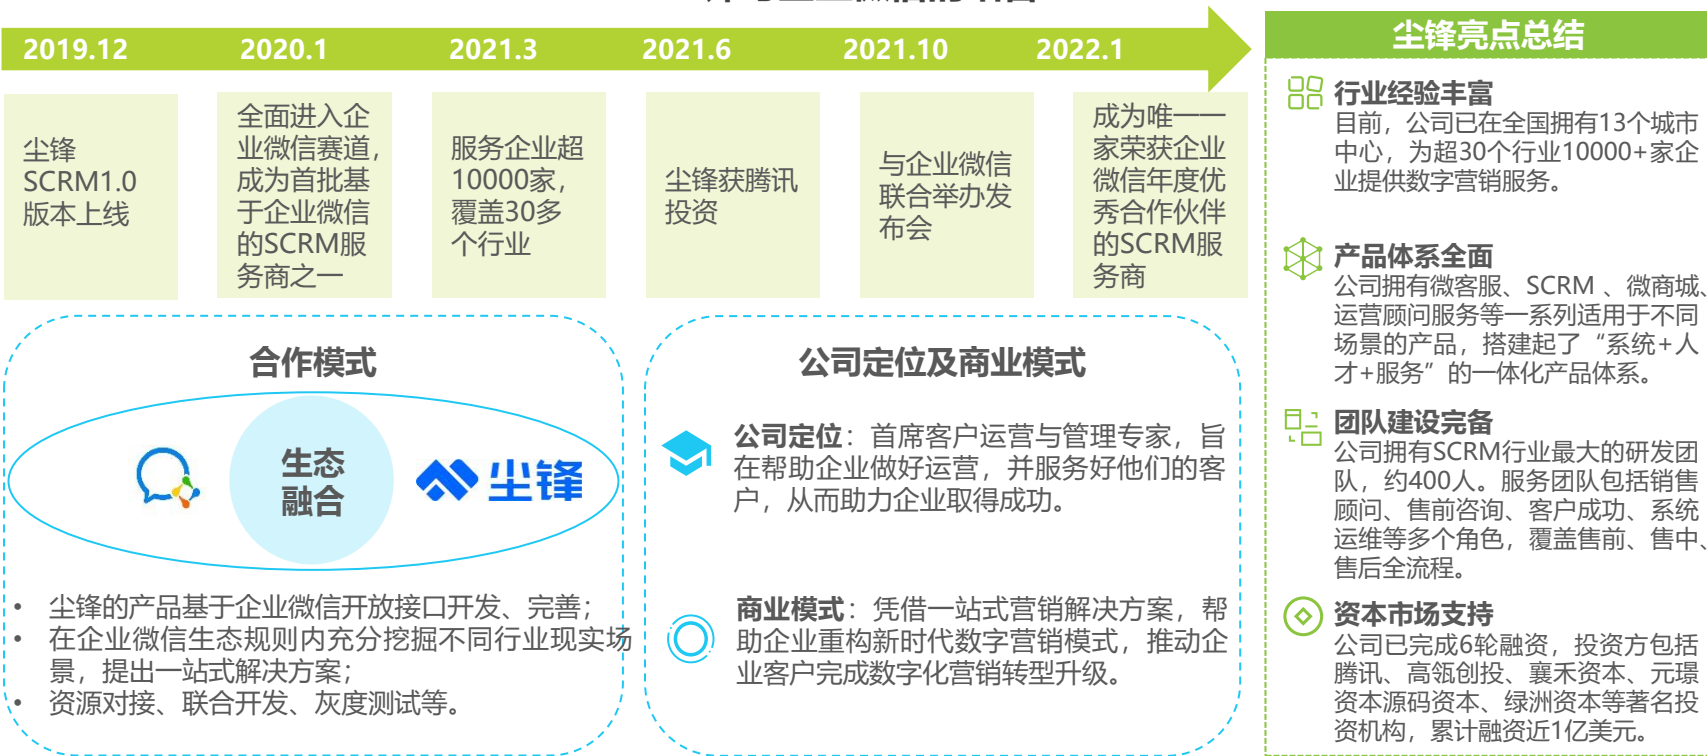 2019.12
2020.1
2021.3
2021.6
2021.10
2022.1
尘锋
SCRM1.0
版本上线
全面进入企
业微信赛道，
成为首批基
于企业微信
的SCRM服
务商之一
服务企业超
10000家，
覆盖30多
个行业
尘锋获腾讯
投资
与企业微信
联合举办发
布会
成为唯一一
家荣获企业
微信年度优
秀合作伙伴
的SCRM服
务商
合作模式
生态
融合
尘锋
• 尘锋的产品基于企业微信开放接口开发、完善；
• 在企业微信生态规则内充分挖掘不同行业现实场
景，提出一站式解决方案；
• 资源对接、联合开发、灰度测试等。
公司定位及商业模式
公司定位：首席客户运营与管理专家，旨
在帮助企业做好运营，并服务好他们的客
户，从而助力企业取得成功。
商业模式：凭借一站式营销解决方案，帮
助企业重构新时代数字营销模式，推动企
业客户完成数字化营销转型升级。
尘锋亮点总结
行业经验丰富
目前，公司已在全国拥有13个城市
中心，为超30个行业10000+家企
业提供数字营销服务。
产品体系全面
公司拥有微客服、SCRM 、微商城、
运营顾问服务等一系列适用于不同
场景的产品，搭建起了“系统+人
才+服务”的一体化产品体系。
团队建设完备
公司拥有SCRM行业最大的研发团
队，约400人。服务团队包括销售
顾问、售前咨询、客户成功、系统
运维等多个角色，覆盖售前、售中、
售后全流程。
资本市场支持
公司已完成6轮融资，投资方包括
腾讯、高瓴创投、襄禾资本、元璟
资本源码资本、绿洲资本等著名投
资机构，累计融资近1亿美元。